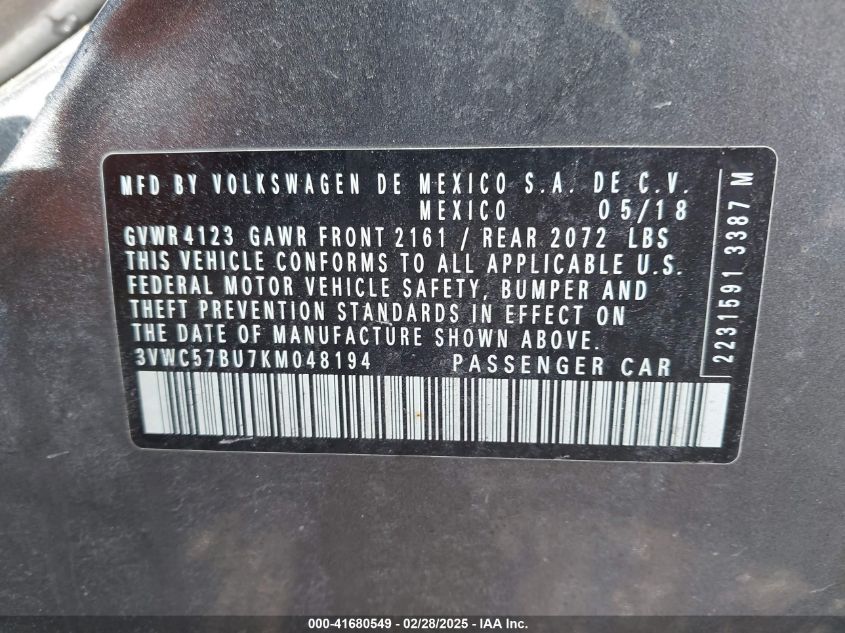 MFD BY VOLKSWAGEN DE MEXICO S.A. DE C.V.
MEXICO 05/18
GVWR 4123 GAWR FRONT 2161 / REAR 2072 LBS
THIS VEHICLE CONFORMS TO ALL APPLICABLE U.S.
FEDERAL MOTOR VEHICLE SAFETY, BUMPER AND
THEFT PREVENTION STANDARDS IN EFFECT ON
THE DATE OF MANUFACTURE SHOWN ABOVE.
3VWC57BU7KM048194 PASSENGER CAR
2231591 3387 M
000-41680549 / 02/28/2025 - IAA Inc.